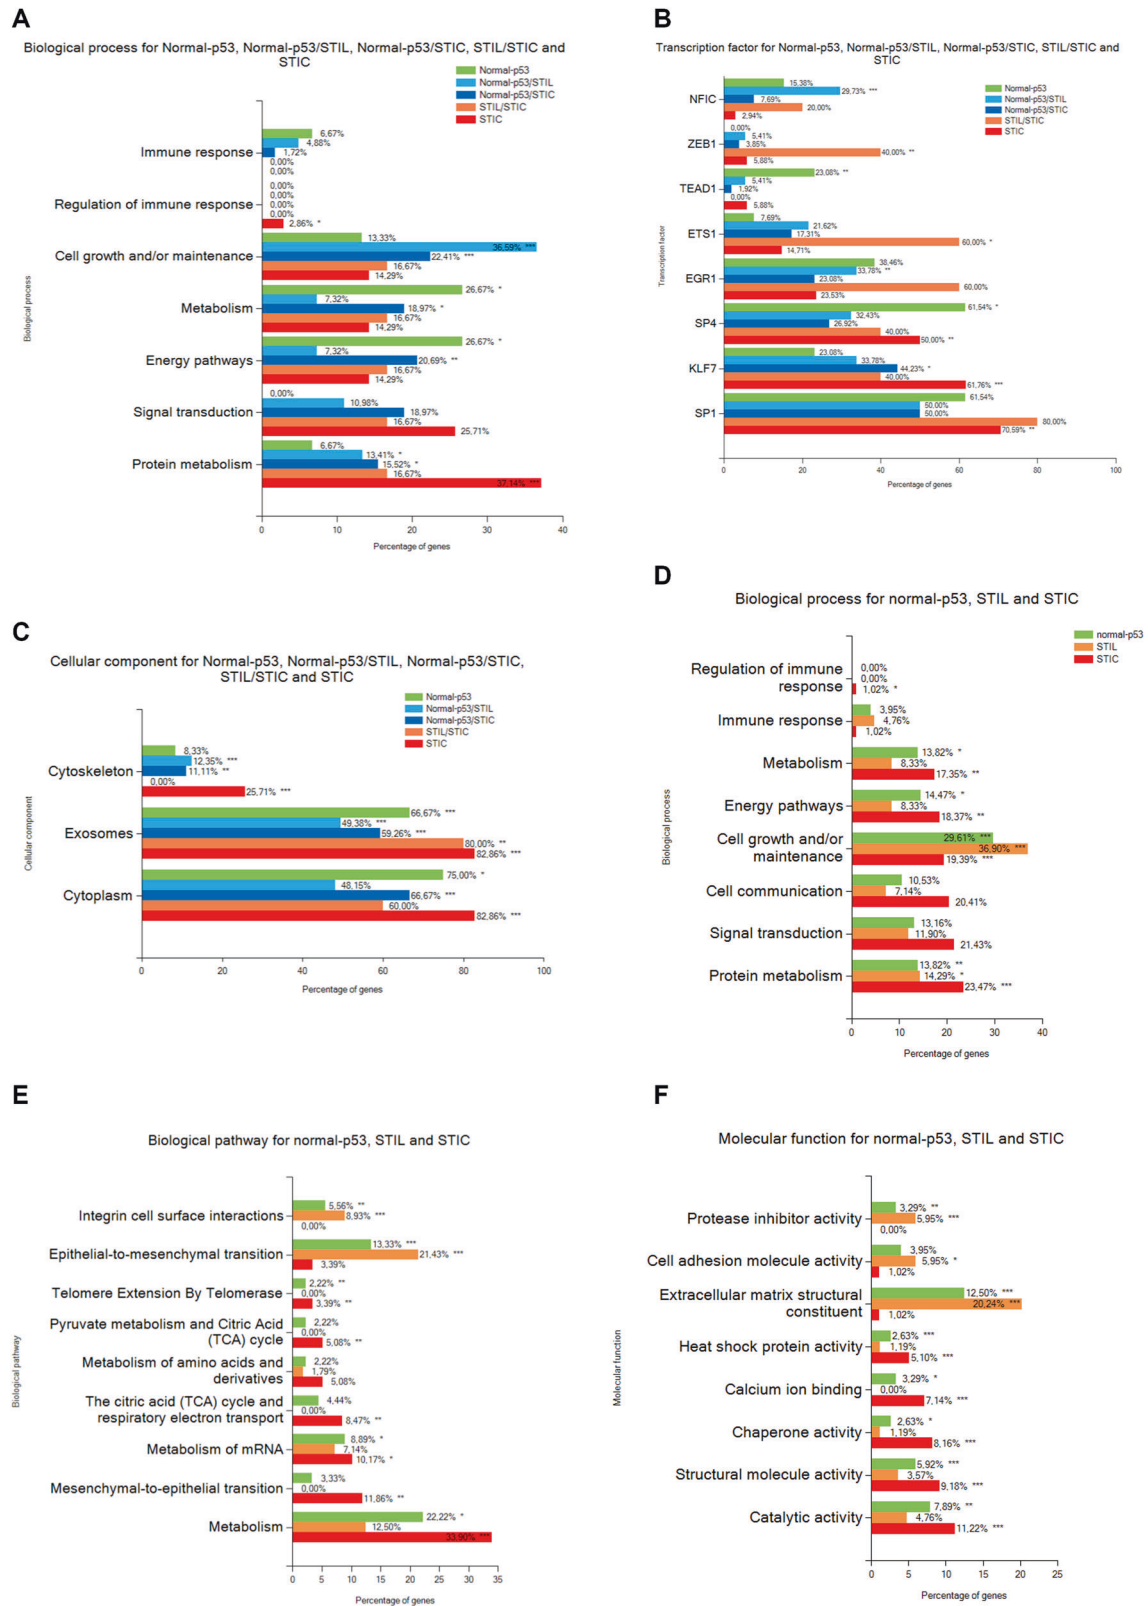 A
Biological process for Normal-p53, Normal-p53/STIL, Normal-p53/STIC, STIL/STIC and
STIC
Normal-p53
Normal-p53/STIL
Normal-p53/STIC
STIL/STIC
STIC
Biological process
Immune response
6,67%
4,88%
1,72%
0,00%
0,00%
Regulation of immune response
0,00%
0,00%
0,00%
0,00%
2,86% *
Cell growth and/or maintenance
13,33%
36,59% ***
22,41% ***
16,67%
14,29%
Metabolism
26,67% *
7,32%
18,97% *
16,67%
14,29%
Energy pathways
26,67% *
7,32%
20,69% **
16,67%
14,29%
Signal transduction
0,00%
10,98%
18,97%
16,67%
25,71%
Protein metabolism
6,67%
13,41% *
15,52% *
16,67%
37,14% ***
0 10 20 30 40
Percentage of genes
B
Transcription factor for Normal-p53, Normal-p53/STIL, Normal-p53/STIC, STIL/STIC and
STIC
Normal-p53
Normal-p53/STIL
Normal-p53/STIC
STIL/STIC
STIC
Transcription factor
NFIC
15,38%
29,73% ***
7,69%
20,00%
2,94%
ZEB1
0,00%
5,41%
3,85%
40,00% **
5,88%
TEAD1
23,08% **
5,41%
1,92%
0,00%
5,88%
ETS1
7,69%
21,62%
17,31%
60,00% *
14,71%
EGR1
38,46%
33,78% **
23,08%
60,00%
23,53%
SP4
61,54% *
32,43%
26,92%
40,00%
50,00% **
KLF7
23,08%
33,78%
44,23% *
40,00%
61,76% ***
SP1
61,54%
50,00%
50,00%
80,00%
70,59% **
0 20 40 60 80 100
Percentage of genes
C
Cellular component for Normal-p53, Normal-p53/STIL, Normal-p53/STIC,
STIL/STIC and STIC
Normal-p53
Normal-p53/STIL
Normal-p53/STIC
STIL/STIC
STIC
Cellular component
Cytoskeleton
8,33%
12,35% ***
11,11% **
0,00%
25,71% ***
Exosomes
66,67% ***
49,38% ***
59,26% ***
80,00% **
82,86% ***
Cytoplasm
75,00% *
48,15%
66,67% ***
60,00%
82,86% ***
0 20 40 60 80 100
Percentage of genes
D
Biological process for normal-p53, STIL and STIC
normal-p53
STIL
STIC
Biological process
Regulation of immune
response
0,00%
0,00%
1,02% *
Immune response
3,95%
4,76%
1,02%
Metabolism
13,82% *
8,33%
17,35% **
Energy pathways
14,47% *
8,33%
18,37% **
Cell growth and/or
maintenance
29,61% ***
36,90% ***
19,39% ***
Cell communication
10,53%
7,14%
20,41%
Signal transduction
13,16%
11,90%
21,43%
Protein metabolism
13,82% **
14,29% *
23,47% ***
0 10 20 30 40
Percentage of genes
E
Biological pathway for normal-p53, STIL and STIC
Biological pathway
Integrin cell surface interactions
5,56% **
8,93% ***
0,00%
Epithelial-to-mesenchymal transition
13,33% ***
21,43% ***
3,39%
Telomere Extension By Telomerase
2,22% **
0,00%
3,39% **
Pyruvate metabolism and Citric Acid
(TCA) cycle
2,22%
0,00%
5,08% **
Metabolism of amino acids and
derivatives
2,22%
1,79%
5,08%
The citric acid (TCA) cycle and
respiratory electron transport
4,44%
0,00%
8,47% **
Metabolism of mRNA
8,89% *
7,14%
10,17% *
Mesenchymal-to-epithelial transition
3,33%
0,00%
11,86% **
Metabolism
22,22% *
12,50%
33,90% ***
0 5 10 15 20 25 30 35
Percentage of genes
F
Molecular function for normal-p53, STIL and STIC
Molecular function
Protease inhibitor activity
3,29% **
5,95% ***
0,00%
Cell adhesion molecule activity
3,95%
5,95% *
1,02%
Extracellular matrix structural
constituent
12,50% ***
20,24% ***
1,02%
Heat shock protein activity
2,63% ***
1,19%
5,10% ***
Calcium ion binding
3,29% *
0,00%
7,14% ***
Chaperone activity
2,63% *
1,19%
8,16% ***
Structural molecule activity
5,92% ***
3,57%
9,18% ***
Catalytic activity
7,89% **
4,76%
11,22% ***
0 5 10 15 20 25
Percentage of genes